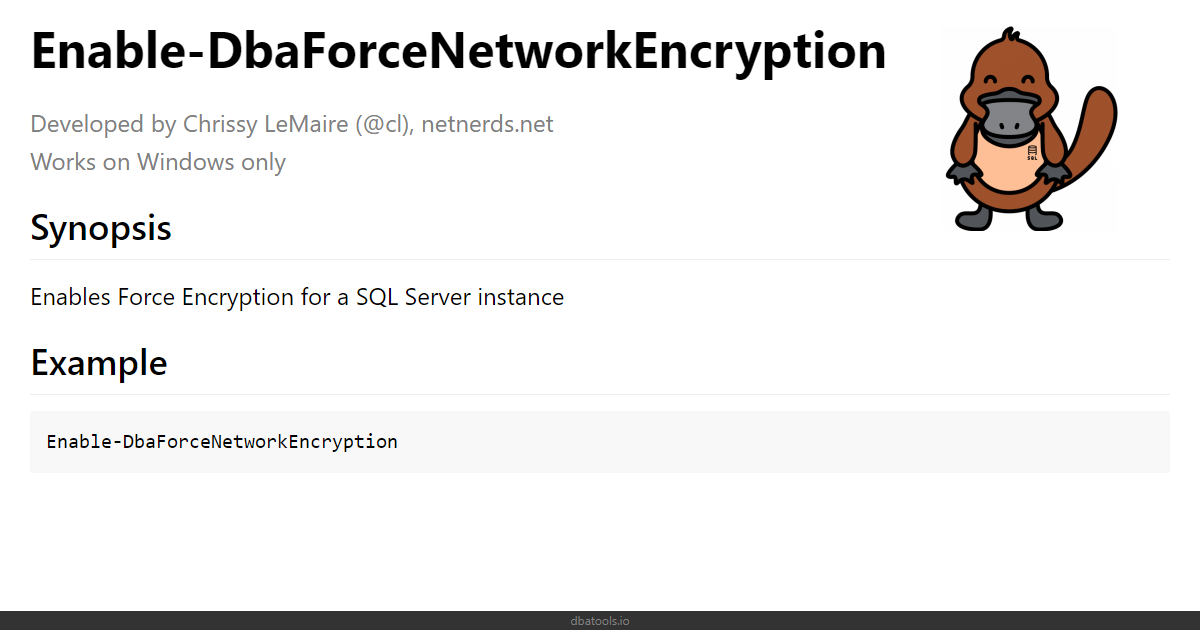 Enable-DbaForceNetworkEncryption
Developed by Chrissy LeMaire (@cl), netnerds.net
Works on Windows only
SQL
Synopsis
Enables Force Encryption for a SQL Server instance
Example
Enable-DbaForceNetworkEncryption
dbatools.io